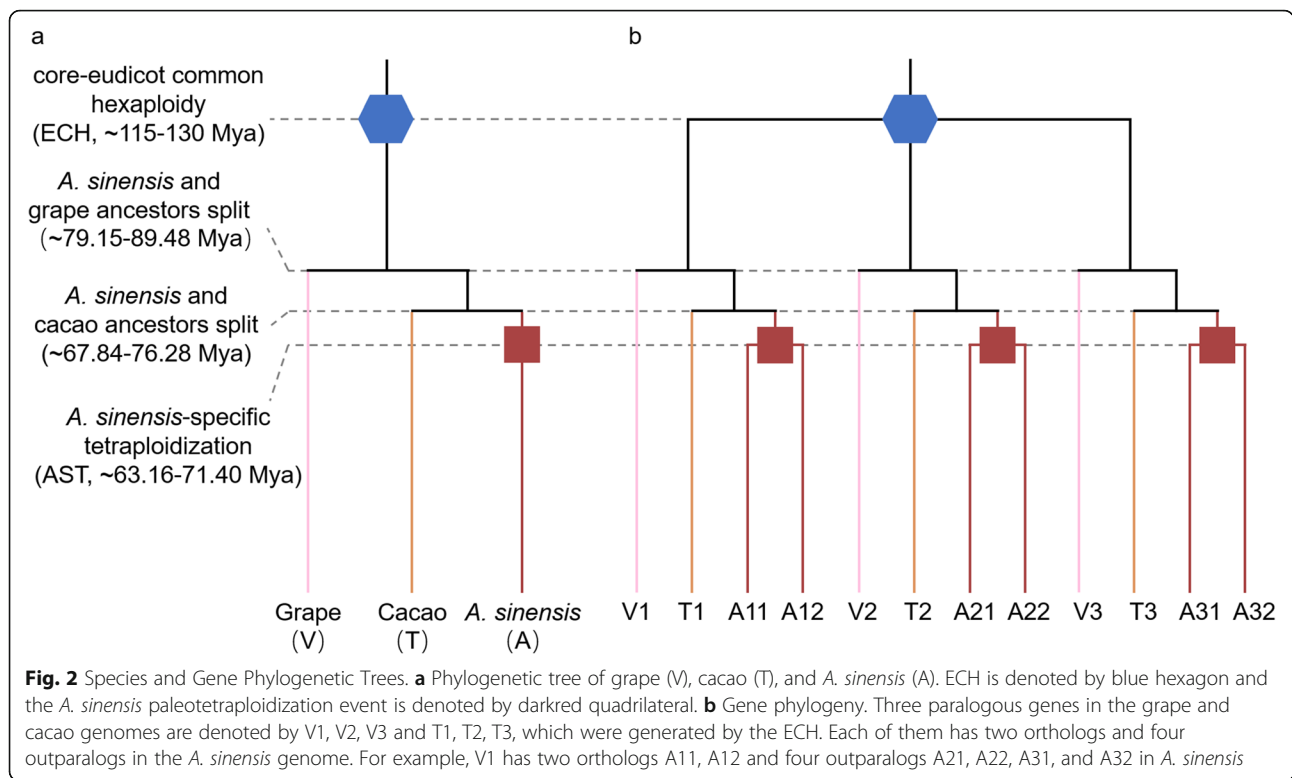 a
b
core-eudicot common
hexaploidy
(ECH, ~115-130 Mya)
A. sinensis and
grape ancestors split
(~79.15-89.48 Mya)
A. sinensis and
cacao ancestors split
(~67.84-76.28 Mya)
A. sinensis-specific
tetraploidization
(AST, ~63.16-71.40 Mya)
Grape Cacao A. sinensis V1 T1 A11 A12 V2 T2 A21 A22 V3 T3 A31 A32
(V) (T) (A)
Fig. 2 Species and Gene Phylogenetic Trees. a Phylogenetic tree of grape (V), cacao (T), and A. sinensis (A). ECH is denoted by blue hexagon and
the A. sinensis paleotetraploidization event is denoted by darkred quadrilateral. b Gene phylogeny. Three paralogous genes in the grape and
cacao genomes are denoted by V1, V2, V3 and T1, T2, T3, which were generated by the ECH. Each of them has two orthologs and four
outparalogs in the A. sinensis genome. For example, V1 has two orthologs A11, A12 and four outparalogs A21, A22, A31, and A32 in A. sinensis